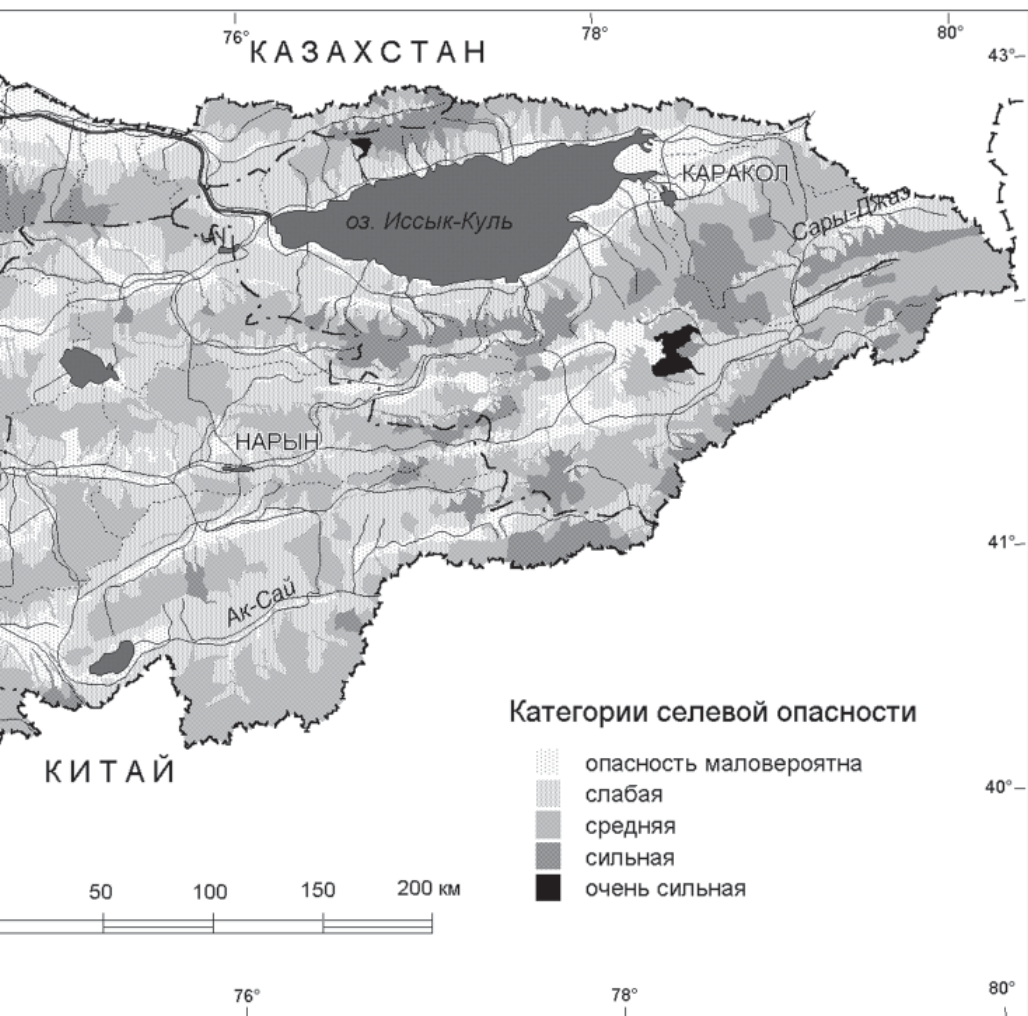 76°
78°
80°
КАЗАХСТАН
43°
КАРАКОЛ
Сары-Джаз
оз. Иссык-Куль
НАРЫН
41°
Ак-Сай
Категории селевой опасности
КИТАЙ
опасность маловероятна
40°
слабая
средняя
сильная
очень сильная
50 100 150 200 км
76°
78°
80°